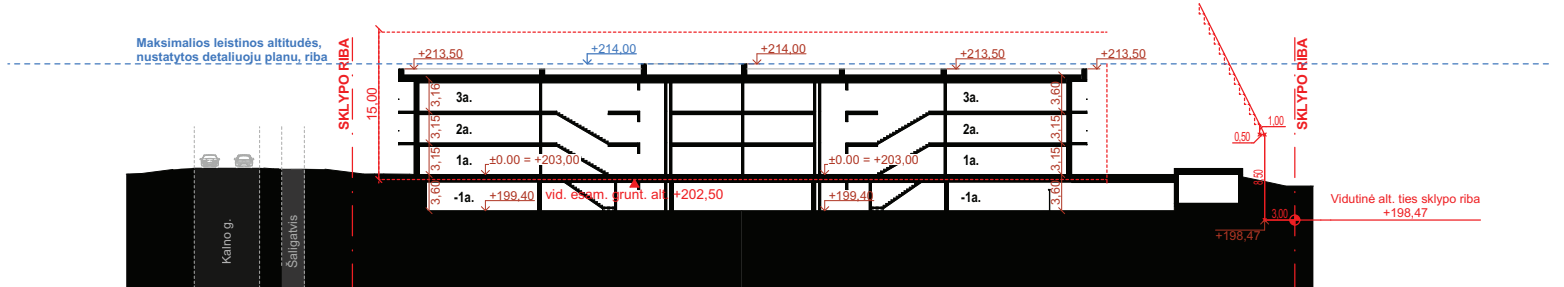 Maksimalios leistinos altitudės,
nustatytos detaliuoju planu, riba
SKLYPO RIBA
15.00
+213,50
+214,00
+214,00
+213,50
+213,50
SKLYPO RIBA
1.00
0.50
8.50
3.00
3,16
3a.
3a.
3,60
3,15
2a.
2a.
3,15
3,15
1a.
±0.00 = +203,00
±0.00 = +203,00
1a.
3,15
3,60
-1a.
+199,40
vid. esam. grunt. alt. +202,50
+199,40
-1a.
3,60
Vidutinė alt. ties sklypo riba
+198,47
+198,47
Kalno g.
Šaligatvis